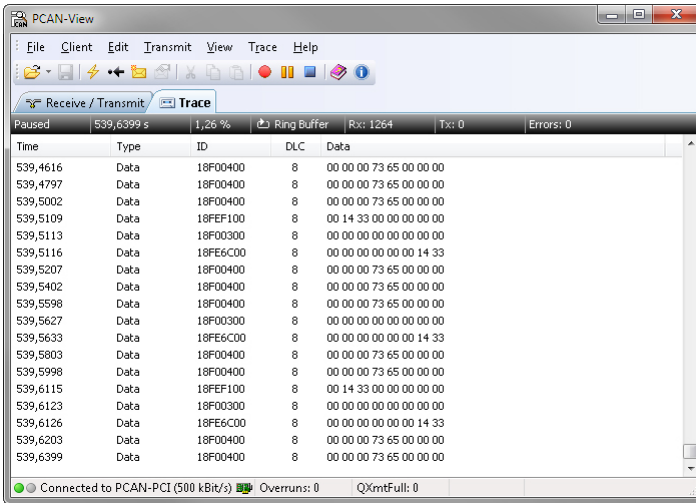 PCAN-View
File Client Edit Transmit View Trace Help
Receive / Transmit Trace
Paused 539,6399 s 1,26 % Ring Buffer Rx: 1264 Tx: 0 Errors: 0
Time Type ID DLC Data
539,4616 Data 18F00400 8 00 00 00 73 65 00 00 00
539,4797 Data 18F00400 8 00 00 00 73 65 00 00 00
539,5002 Data 18F00400 8 00 00 00 73 65 00 00 00
539,5109 Data 18FEF100 8 00 14 33 00 00 00 00 00
539,5113 Data 18F00300 8 00 00 00 00 00 00 00 00
539,5116 Data 18FE6C00 8 00 00 00 00 00 00 14 33
539,5207 Data 18F00400 8 00 00 00 73 65 00 00 00
539,5402 Data 18F00400 8 00 00 00 73 65 00 00 00
539,5598 Data 18F00400 8 00 00 00 73 65 00 00 00
539,5627 Data 18F00300 8 00 00 00 00 00 00 00 00
539,5633 Data 18FE6C00 8 00 00 00 00 00 00 14 33
539,5803 Data 18F00400 8 00 00 00 73 65 00 00 00
539,5998 Data 18F00400 8 00 00 00 73 65 00 00 00
539,6115 Data 18FEF100 8 00 14 33 00 00 00 00 00
539,6123 Data 18F00300 8 00 00 00 00 00 00 00 00
539,6126 Data 18FE6C00 8 00 00 00 00 00 00 14 33
539,6203 Data 18F00400 8 00 00 00 73 65 00 00 00
539,6399 Data 18F00400 8 00 00 00 73 65 00 00 00
Connected to PCAN-PCI (500 kBit/s) Overruns: 0 QXmtFull: 0